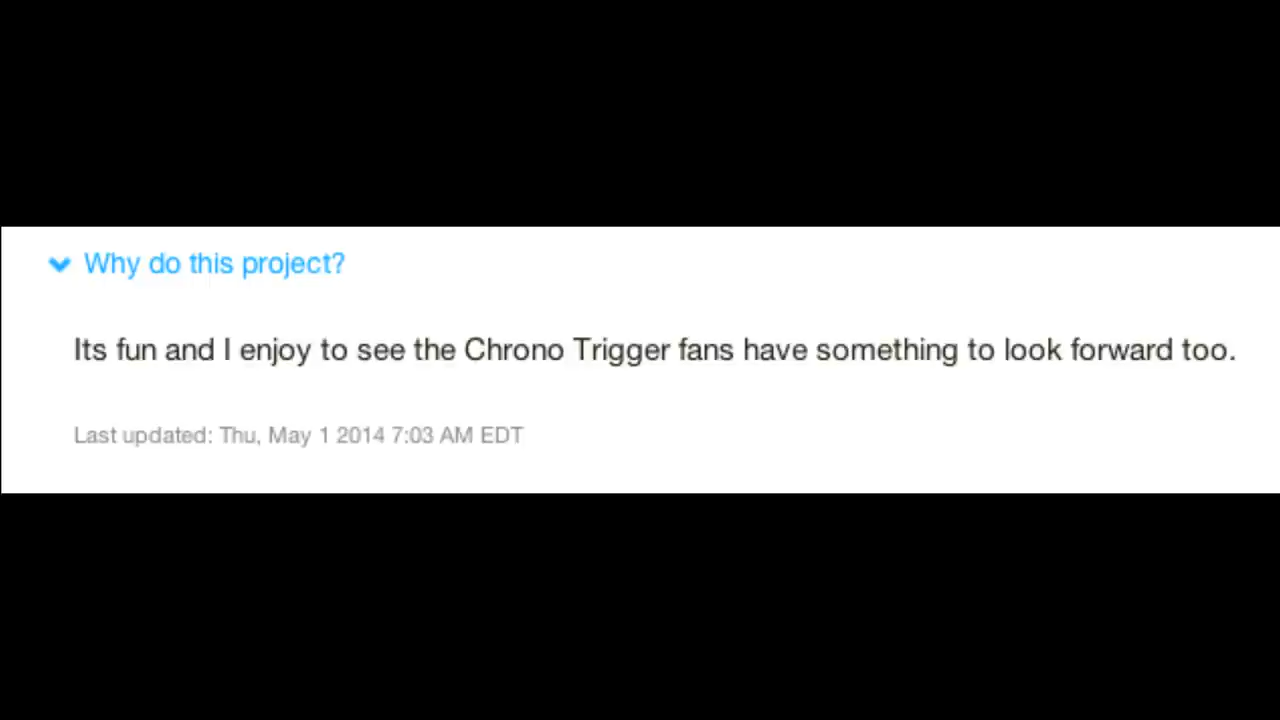 Why do this project?
Its fun and I enjoy to see the Chrono Trigger fans have something to look forward too.
Last updated: Thu, May 1 2014 7:03 AM EDT